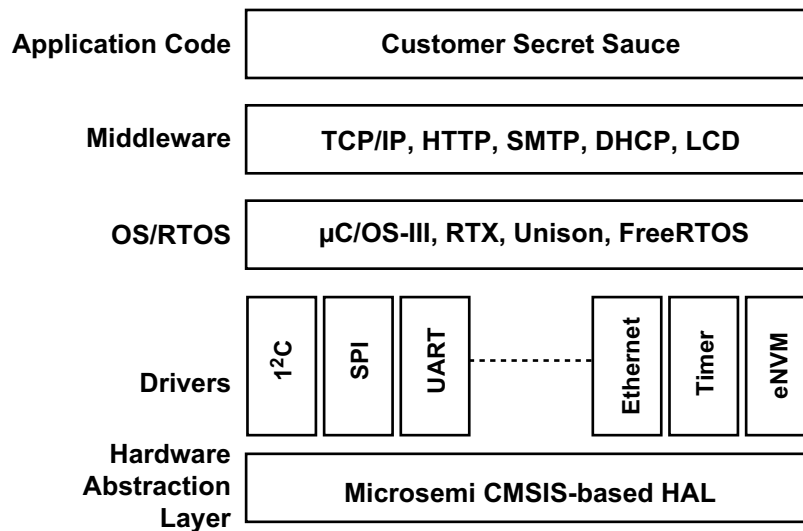 Application Code
Customer Secret Sauce
Middleware
TCP/IP, HTTP, SMTP, DHCP, LCD
OS/RTOS
µC/OS-III, RTX, Unison, FreeRTOS
Drivers
1²C
SPI
UART
Ethernet
Timer
eNVM
Hardware
Abstraction
Layer
Microsemi CMSIS-based HAL